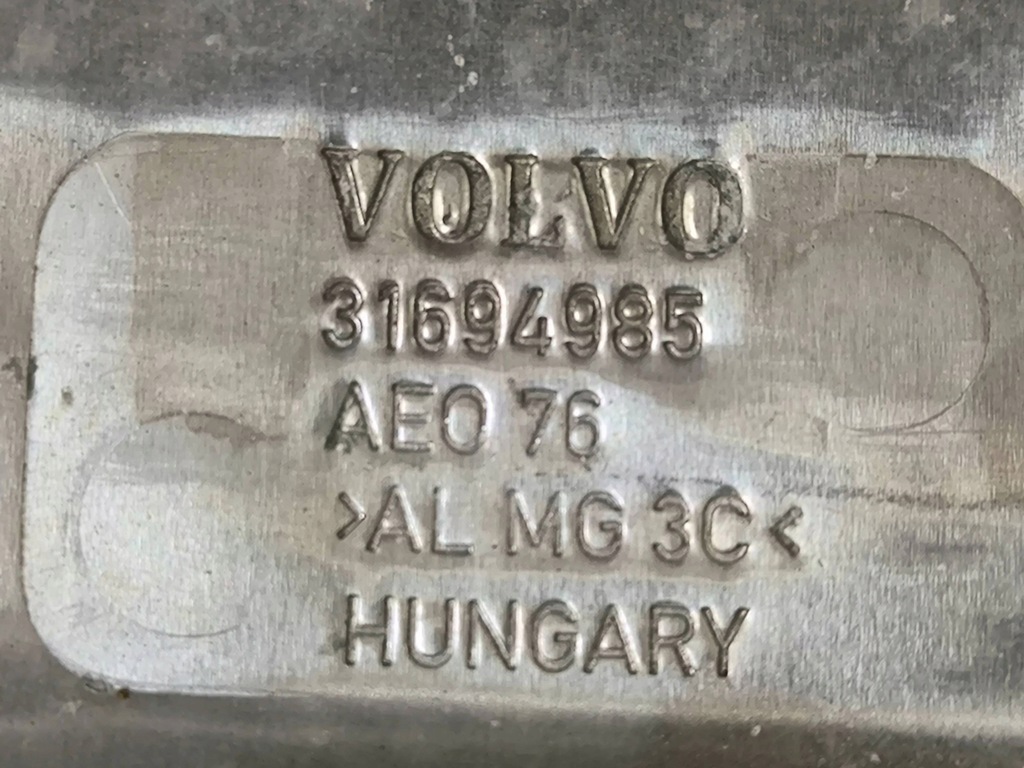 VOLVO
31694985
AEO 76
>AL MG 3C<
HUNGARY